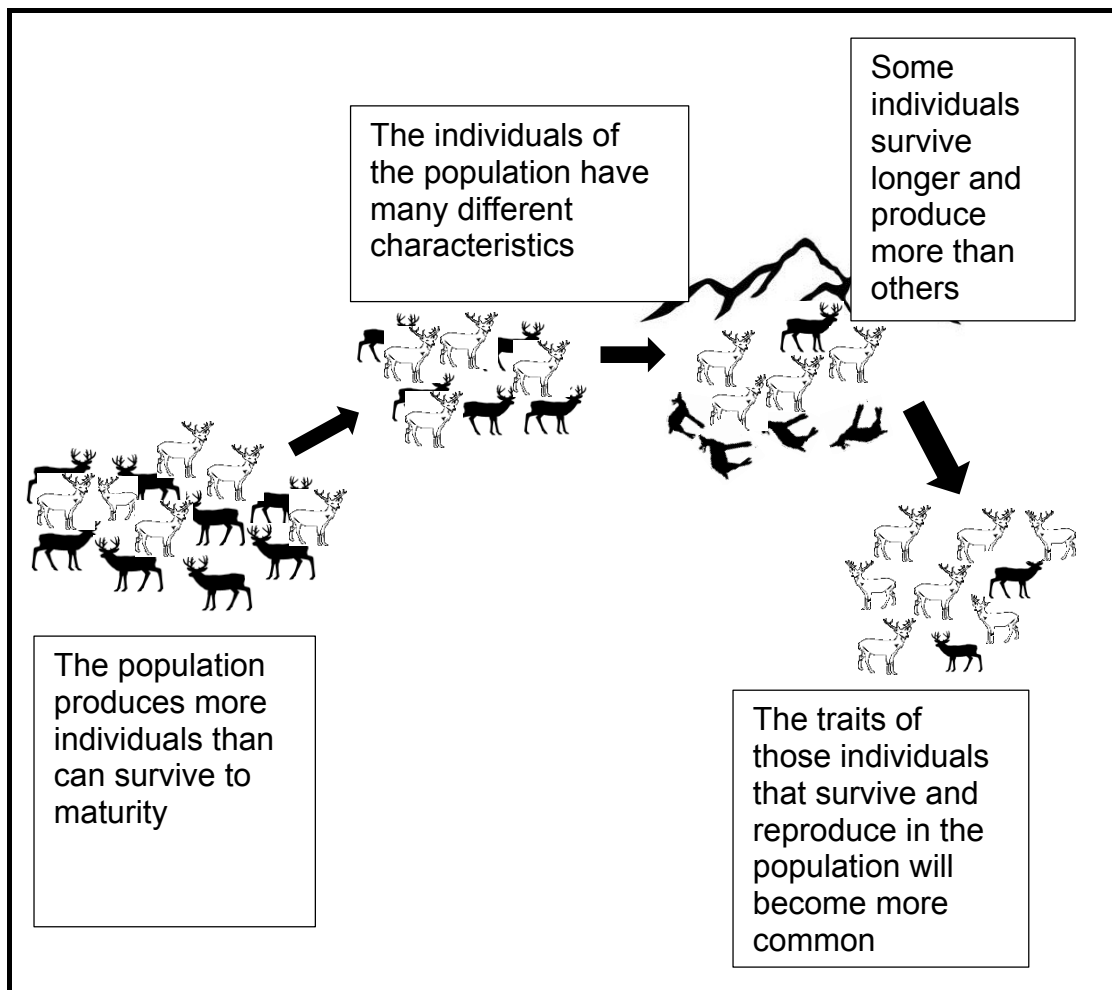 The population
produces more
individuals than
can survive to
maturity
The individuals of
the population have
many different
characteristics
Some
individuals
survive
longer and
produce
more than
others
The traits of
those individuals
that survive and
reproduce in the
population will
become more
common